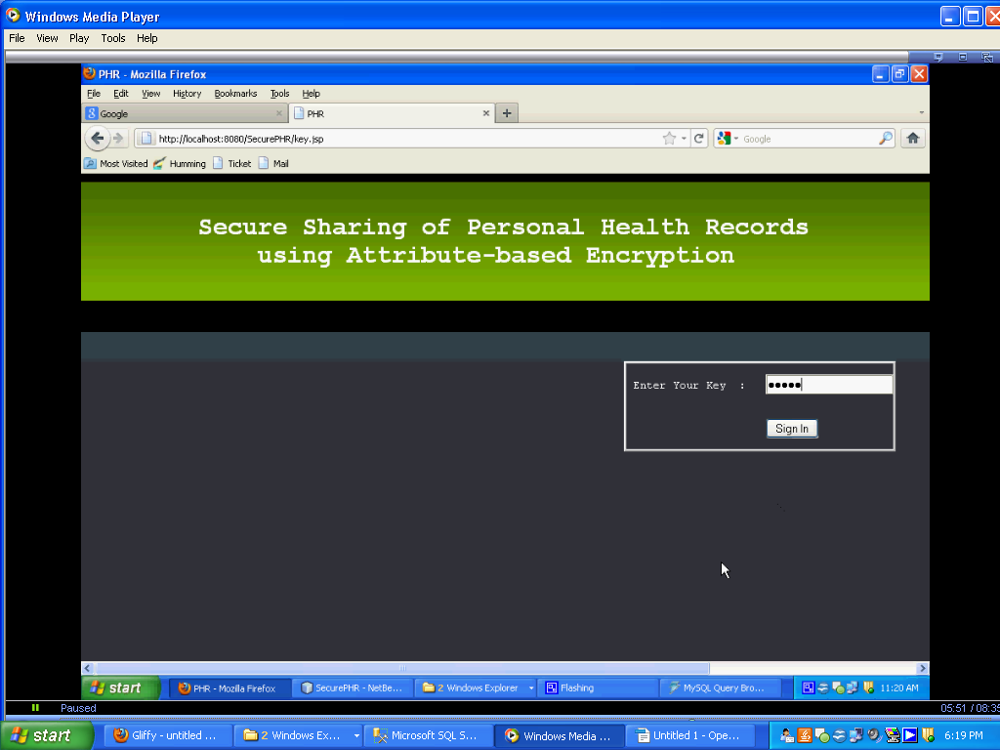 Windows Media Player
File View Play Tools Help
PHR - Mozilla Firefox
File Edit View History Bookmarks Tools Help
Google
PHR
http://localhost:8080/SecurePHR/key.jsp
Google
Most Visited Humming Ticket Mail
Secure Sharing of Personal Health Records
using Attribute-based Encryption
Enter Your Key :
Sign In
start PHR - Mozilla Firefox SecurePHR - NetBe... 2 Windows Explorer Flashing MySQL Query Bro... 11:20 AM
Paused 05:51 / 08:35
start Gliffy - untitled ... 2 Windows Ex... Microsoft SQL S... Windows Media ... Untitled 1 - Ope... 6:19 PM